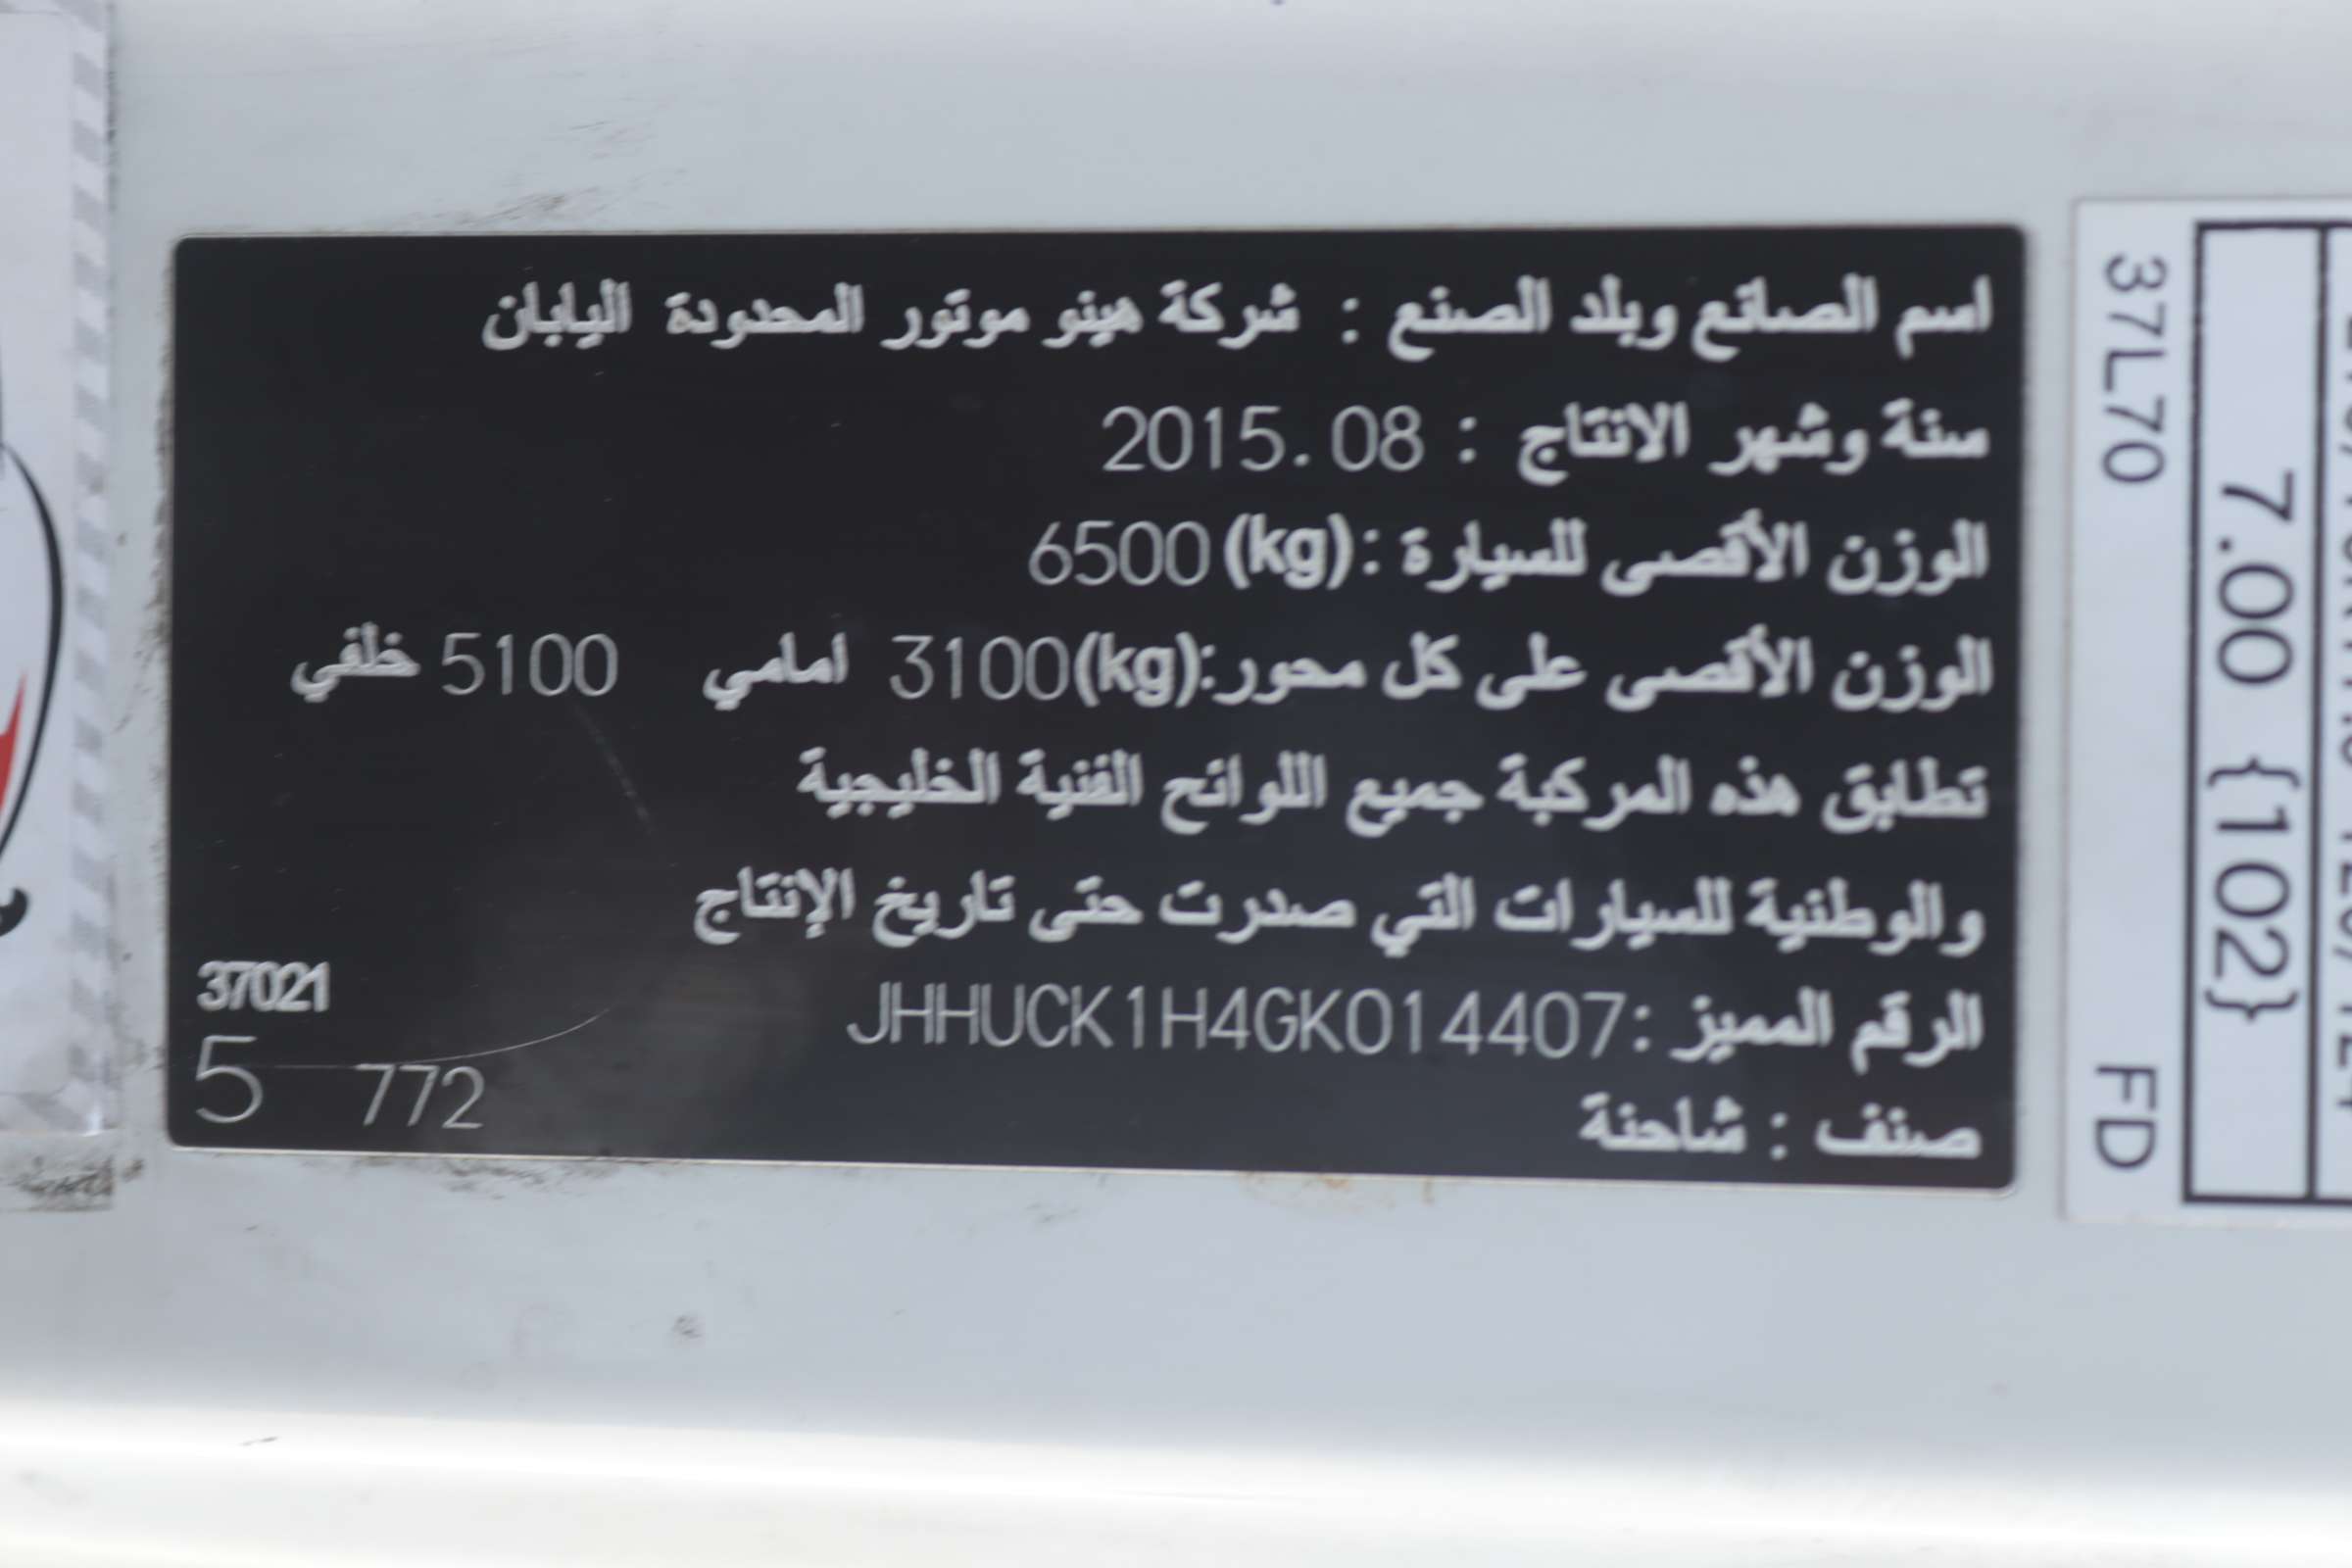 اسم الصانع وبلد الصنع : شركة هينو موتور المحدودة اليابان
سنة وشهر الانتاج : 2015.08
الوزن الأقصى للسيارة :(kg) 6500
الوزن الأقصى على كل محور:(kg)3100 امامي 5100 خلفي
تطابق هذه المركبة جميع اللوائح الفنية الخليجية
والوطنية للسيارات التي صدرت حتى تاريخ الإنتاج
الرقم المميز :JHHUCK1H4GK014407
صنف : شاحنة
37021
5 772
7.00 {102}
37L70 FD